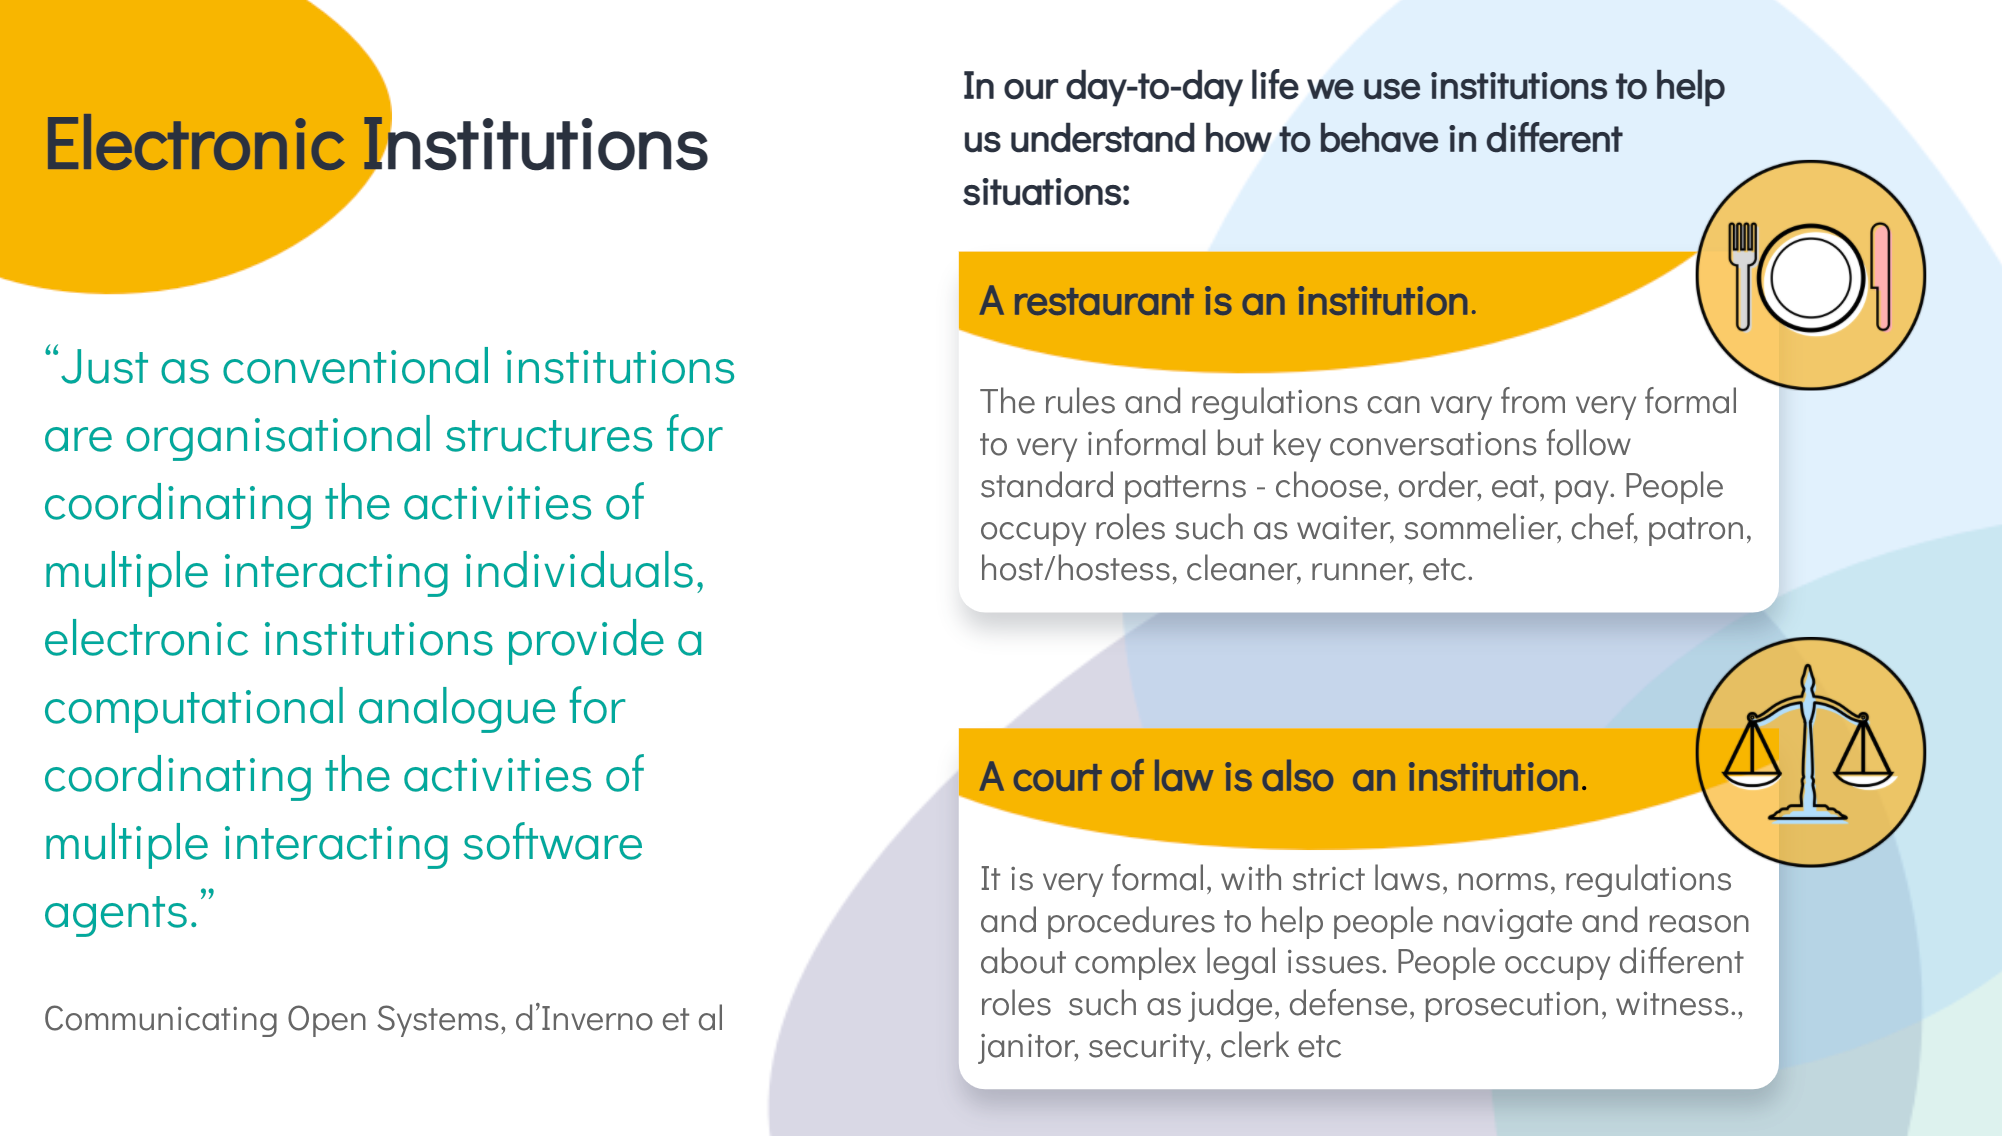 Electronic Institutions
“Just as conventional institutions
are organisational structures for
coordinating the activities of
multiple interacting individuals,
electronic institutions provide a
computational analogue for
coordinating the activities of
multiple interacting software
agents.”
Communicating Open Systems, d’Inverno et al
In our day-to-day life we use institutions to help
us understand how to behave in different
situations:
A restaurant is an institution.
The rules and regulations can vary from very formal
to very informal but key conversations follow
standard patterns - choose, order, eat, pay. People
occupy roles such as waiter, sommelier, chef, patron,
host/hostess, cleaner, runner, etc.
A court of law is also  an institution.
It is very formal, with strict laws, norms, regulations
and procedures to help people navigate and reason
about complex legal issues. People occupy different
roles  such as judge, defense, prosecution, witness.,
janitor, security, clerk etc